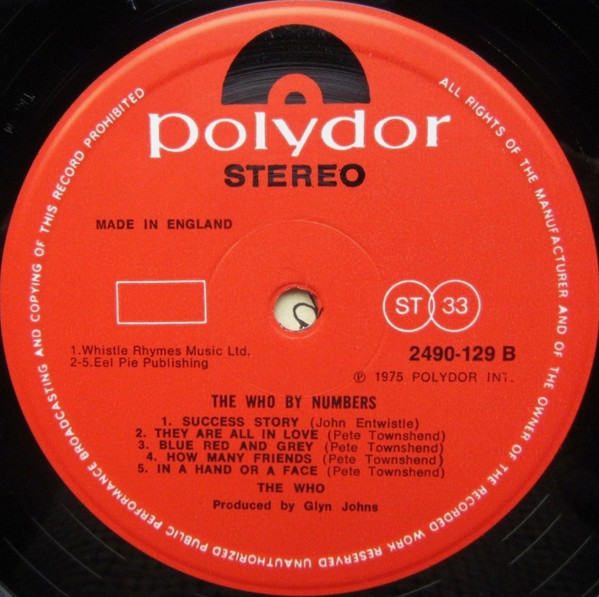 polydor
STEREO
ALL RIGHTS OF THE MANUFACTURER AND OF THE OWNER OF THE RECORDED WORK RESERVED UNAUTHORIZED PUBLIC PERFORMANCE BROADCASTING AND COPYING OF THIS RECORD PROHIBITED
MADE IN ENGLAND
ST 33
1.Whistle Rhymes Music Ltd.
2-5.Eel Pie Publishing
2490-129 B
℗ 1975 POLYDOR INT.
THE WHO BY NUMBERS
1. SUCCESS STORY (John Entwistle)
2. THEY ARE ALL IN LOVE (Pete Townshend)
3. BLUE RED AND GREY (Pete Townshend)
4. HOW MANY FRIENDS (Pete Townshend)
5. IN A HAND OR A FACE (Pete Townshend)
THE WHO
Produced by Glyn Johns